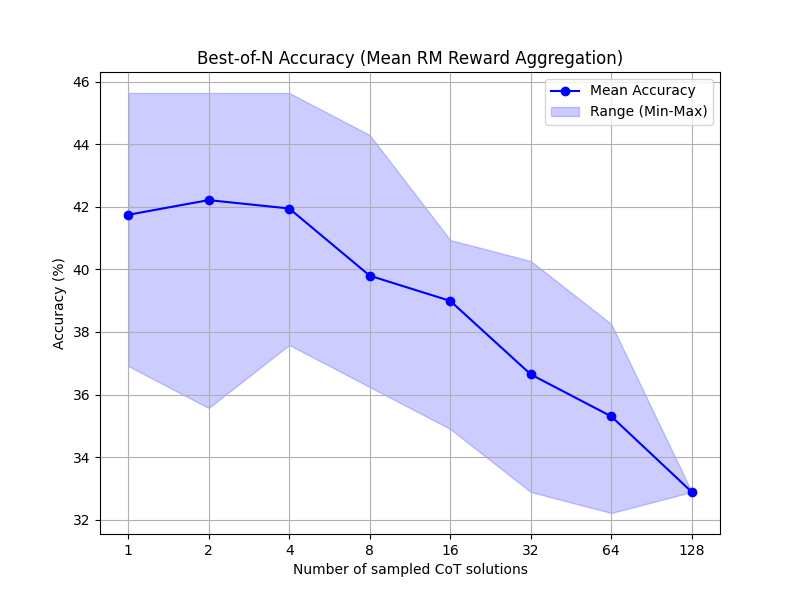 Best-of-N Accuracy (Mean RM Reward Aggregation)
Mean Accuracy
Range (Min-Max)
Accuracy (%)
46
44
42
40
38
36
34
32
1 2 4 8 16 32 64 128
Number of sampled CoT solutions